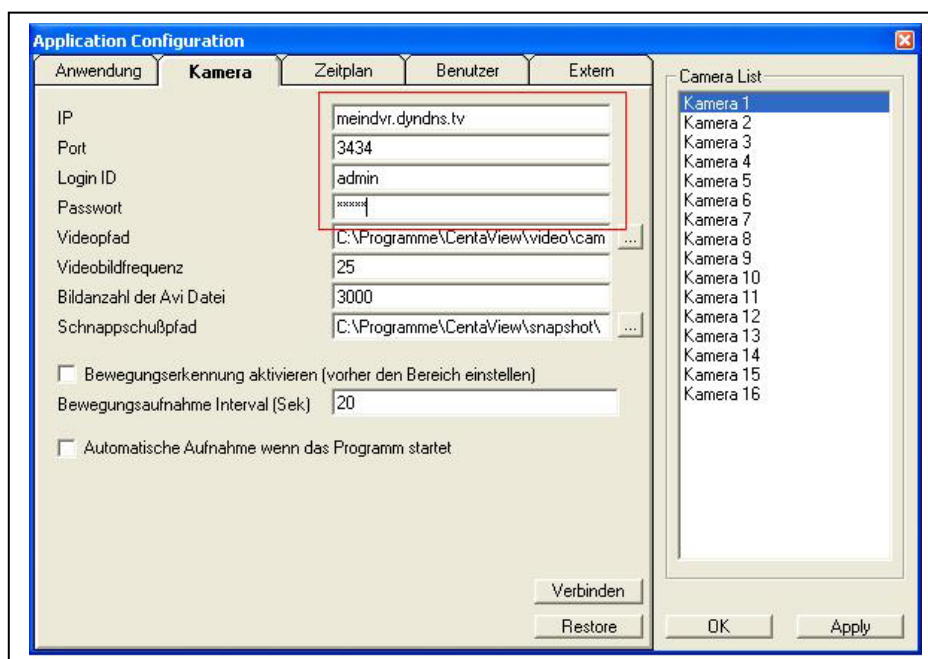 Application Configuration
Anwendung
Kamera
Zeitplan
Benutzer
Extern
IP
meindvr.dyndns.tv
Port
3434
Login ID
admin
Passwort
*****
Videopfad
C:\Programme\CentaView\video\cam
...
Videobildfrequenz
25
Bildanzahl der Avi Datei
3000
Schnappschußpfad
C:\Programme\CentaView\snapshot\
...
Bewegungserkennung aktivieren (vorher den Bereich einstellen)
Bewegungsaufnahme Interval (Sek)
20
Automatische Aufnahme wenn das Programm startet
Verbinden
Restore
Camera List
Kamera 1
Kamera 2
Kamera 3
Kamera 4
Kamera 5
Kamera 6
Kamera 7
Kamera 8
Kamera 9
Kamera 10
Kamera 11
Kamera 12
Kamera 13
Kamera 14
Kamera 15
Kamera 16
OK
Apply